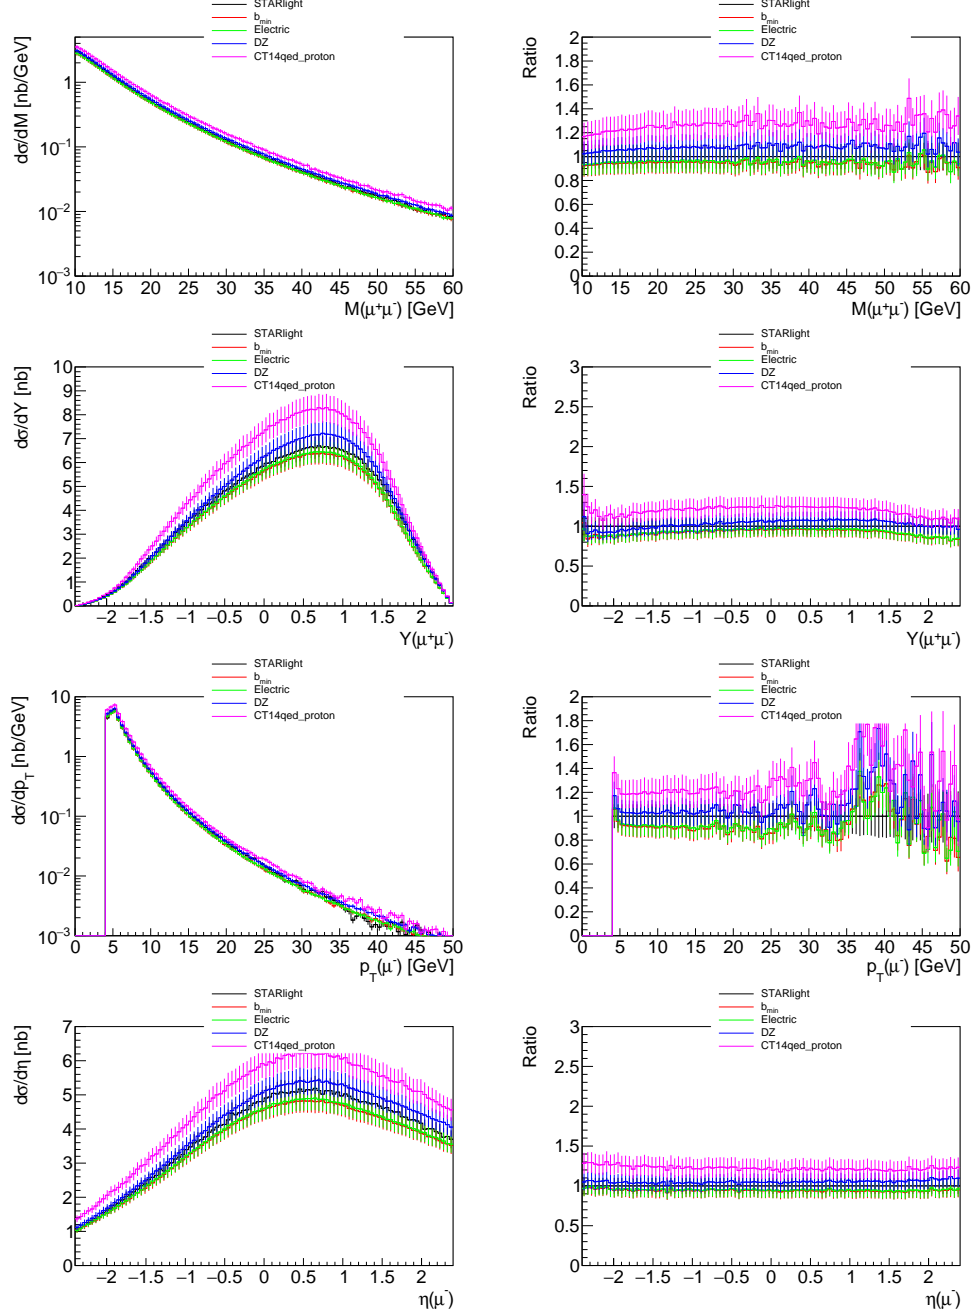 STARlight
b_min
Electric
DZ
CT14qed_proton
dσ/dM [nb/GeV]
1
10⁻¹
10⁻²
10⁻³
10 15 20 25 30 35 40 45 50 55 60
M(μ⁺μ⁻) [GeV]
STARlight
b_min
Electric
DZ
CT14qed_proton
Ratio
2
1.8
1.6
1.4
1.2
1
0.8
0.6
0.4
0.2
0
10 15 20 25 30 35 40 45 50 55 60
M(μ⁺μ⁻) [GeV]
STARlight
b_min
Electric
DZ
CT14qed_proton
dσ/dY [nb]
10
9
8
7
6
5
4
3
2
1
0
−2 −1.5 −1 −0.5 0 0.5 1 1.5 2
Y(μ⁺μ⁻)
STARlight
b_min
Electric
DZ
CT14qed_proton
Ratio
3
2.5
2
1.5
1
0.5
0
−2 −1.5 −1 −0.5 0 0.5 1 1.5 2
Y(μ⁺μ⁻)
STARlight
b_min
Electric
DZ
CT14qed_proton
dσ/dp_T [nb/GeV]
10
1
10⁻¹
10⁻²
10⁻³
0 5 10 15 20 25 30 35 40 45 50
p_T(μ⁻) [GeV]
STARlight
b_min
Electric
DZ
CT14qed_proton
Ratio
2
1.8
1.6
1.4
1.2
1
0.8
0.6
0.4
0.2
0
0 5 10 15 20 25 30 35 40 45 50
p_T(μ⁻) [GeV]
STARlight
b_min
Electric
DZ
CT14qed_proton
dσ/dη [nb]
7
6
5
4
3
2
1
0
−2 −1.5 −1 −0.5 0 0.5 1 1.5 2
η(μ⁻)
STARlight
b_min
Electric
DZ
CT14qed_proton
Ratio
3
2.5
2
1.5
1
0.5
0
−2 −1.5 −1 −0.5 0 0.5 1 1.5 2
η(μ⁻)